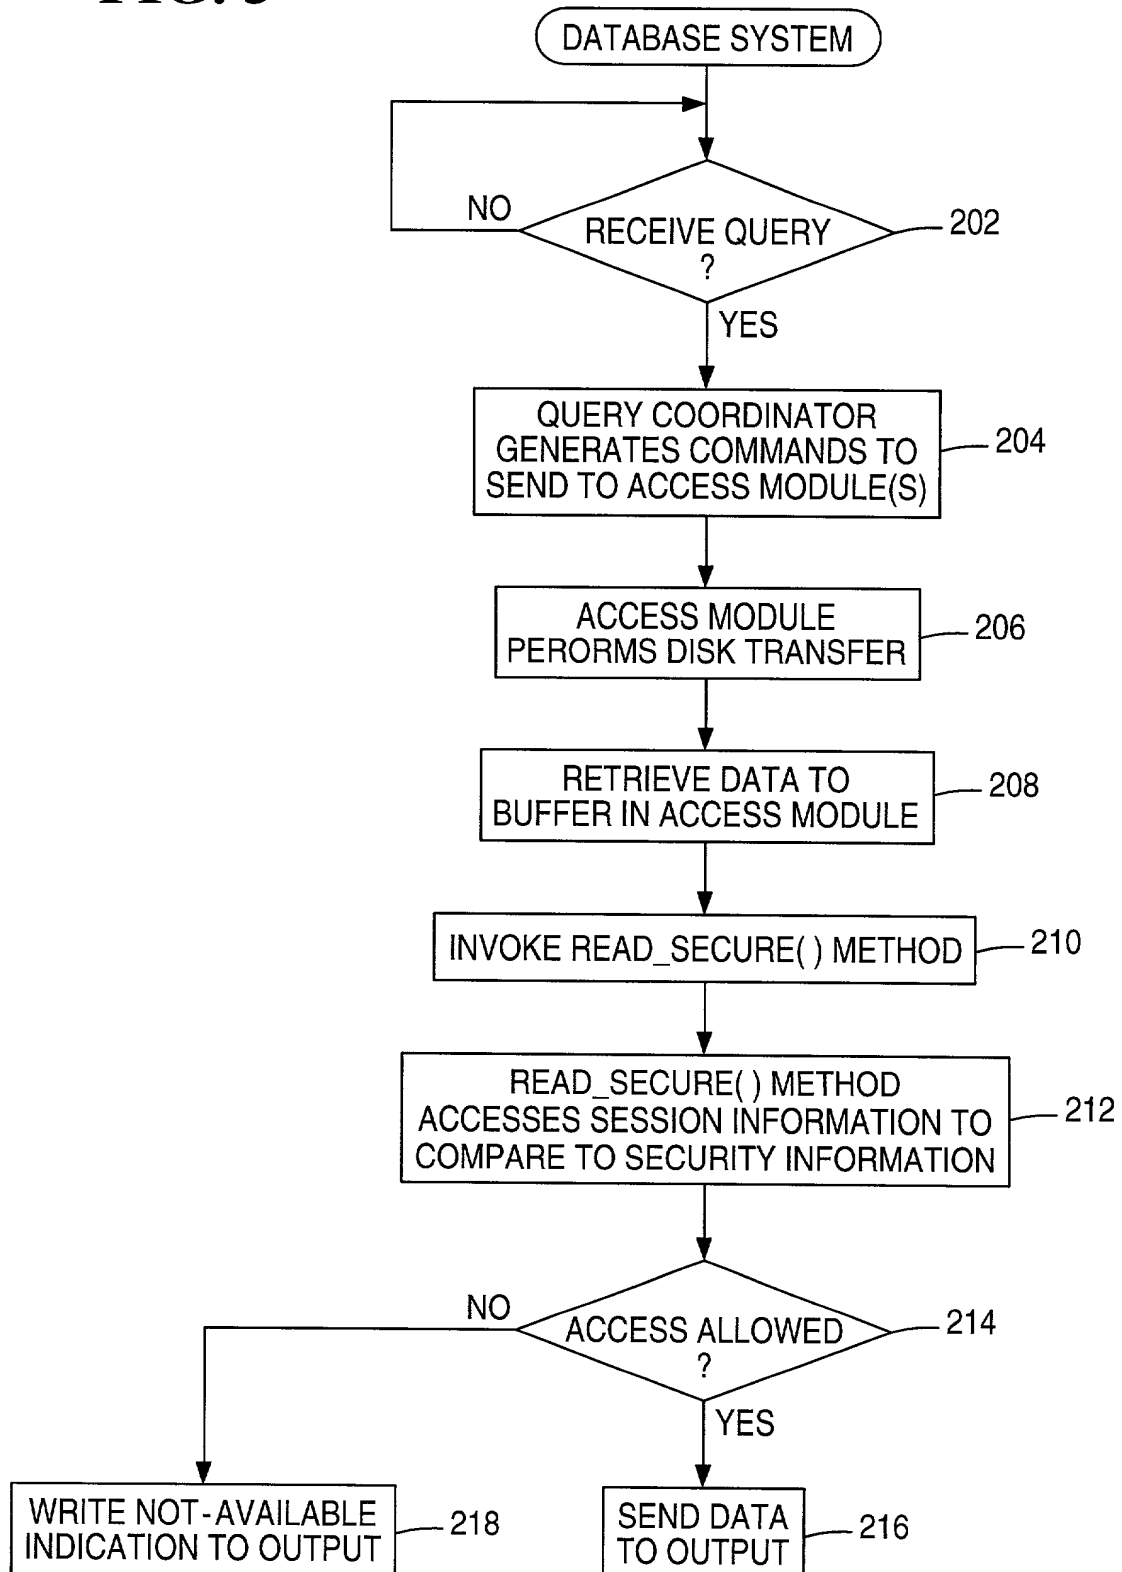 DATABASE SYSTEM
NO
RECEIVE QUERY
?
202
YES
QUERY COORDINATOR
GENERATES COMMANDS TO
SEND TO ACCESS MODULE(S)
204
ACCESS MODULE
PERORMS DISK TRANSFER
206
RETRIEVE DATA TO
BUFFER IN ACCESS MODULE
208
INVOKE READ_SECURE( ) METHOD
210
READ_SECURE( ) METHOD
ACCESSES SESSION INFORMATION TO
COMPARE TO SECURITY INFORMATION
212
NO
ACCESS ALLOWED
?
214
YES
WRITE NOT-AVAILABLE
INDICATION TO OUTPUT
218
SEND DATA
TO OUTPUT
216